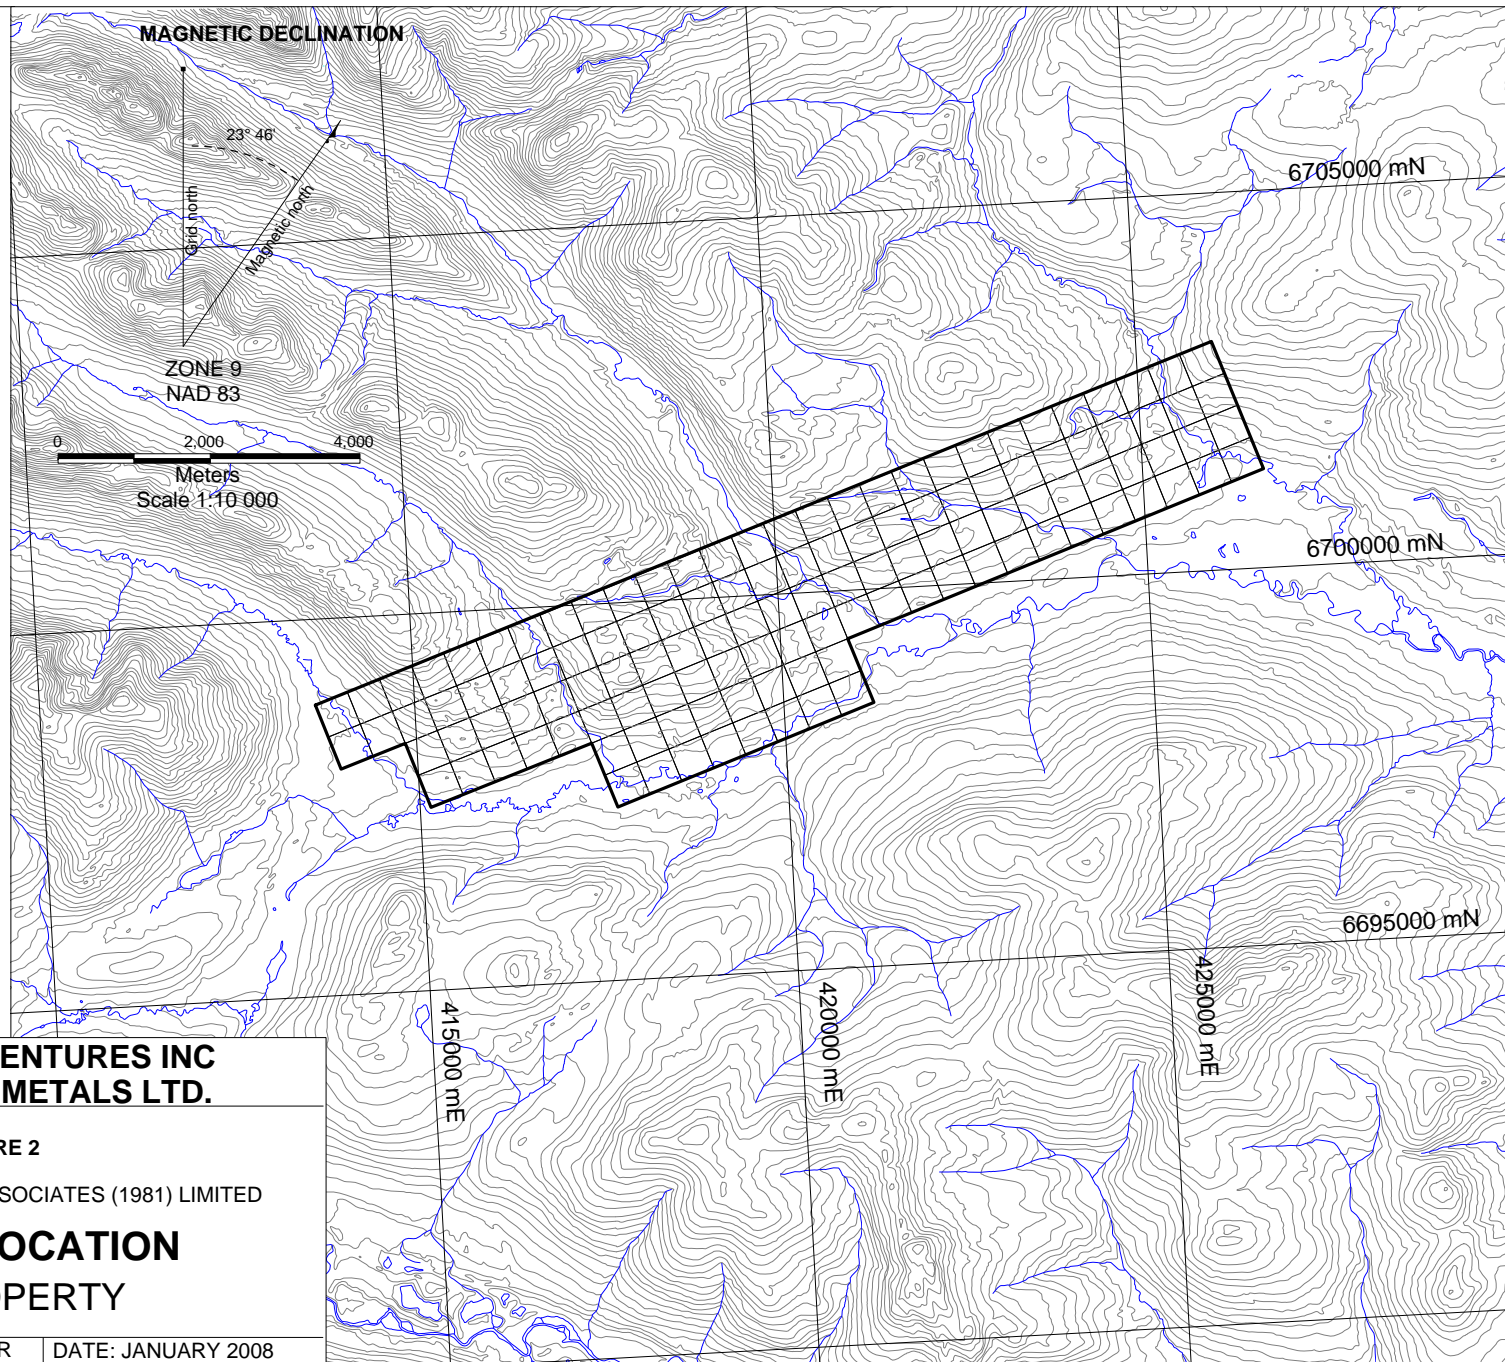 MAGNETIC DECLINATION
23° 46'
Grid north
Magnetic north
ZONE 9
NAD 83
0 2,000 4,000
Meters
Scale 1:10 000
6705000 mN
6700000 mN
6695000 mN
415000 mE
420000 mE
425000 mE
ENTURES INC
METALS LTD.
RE 2
SOCIATES (1981) LIMITED
OCATION
PERTY
R
DATE: JANUARY 2008